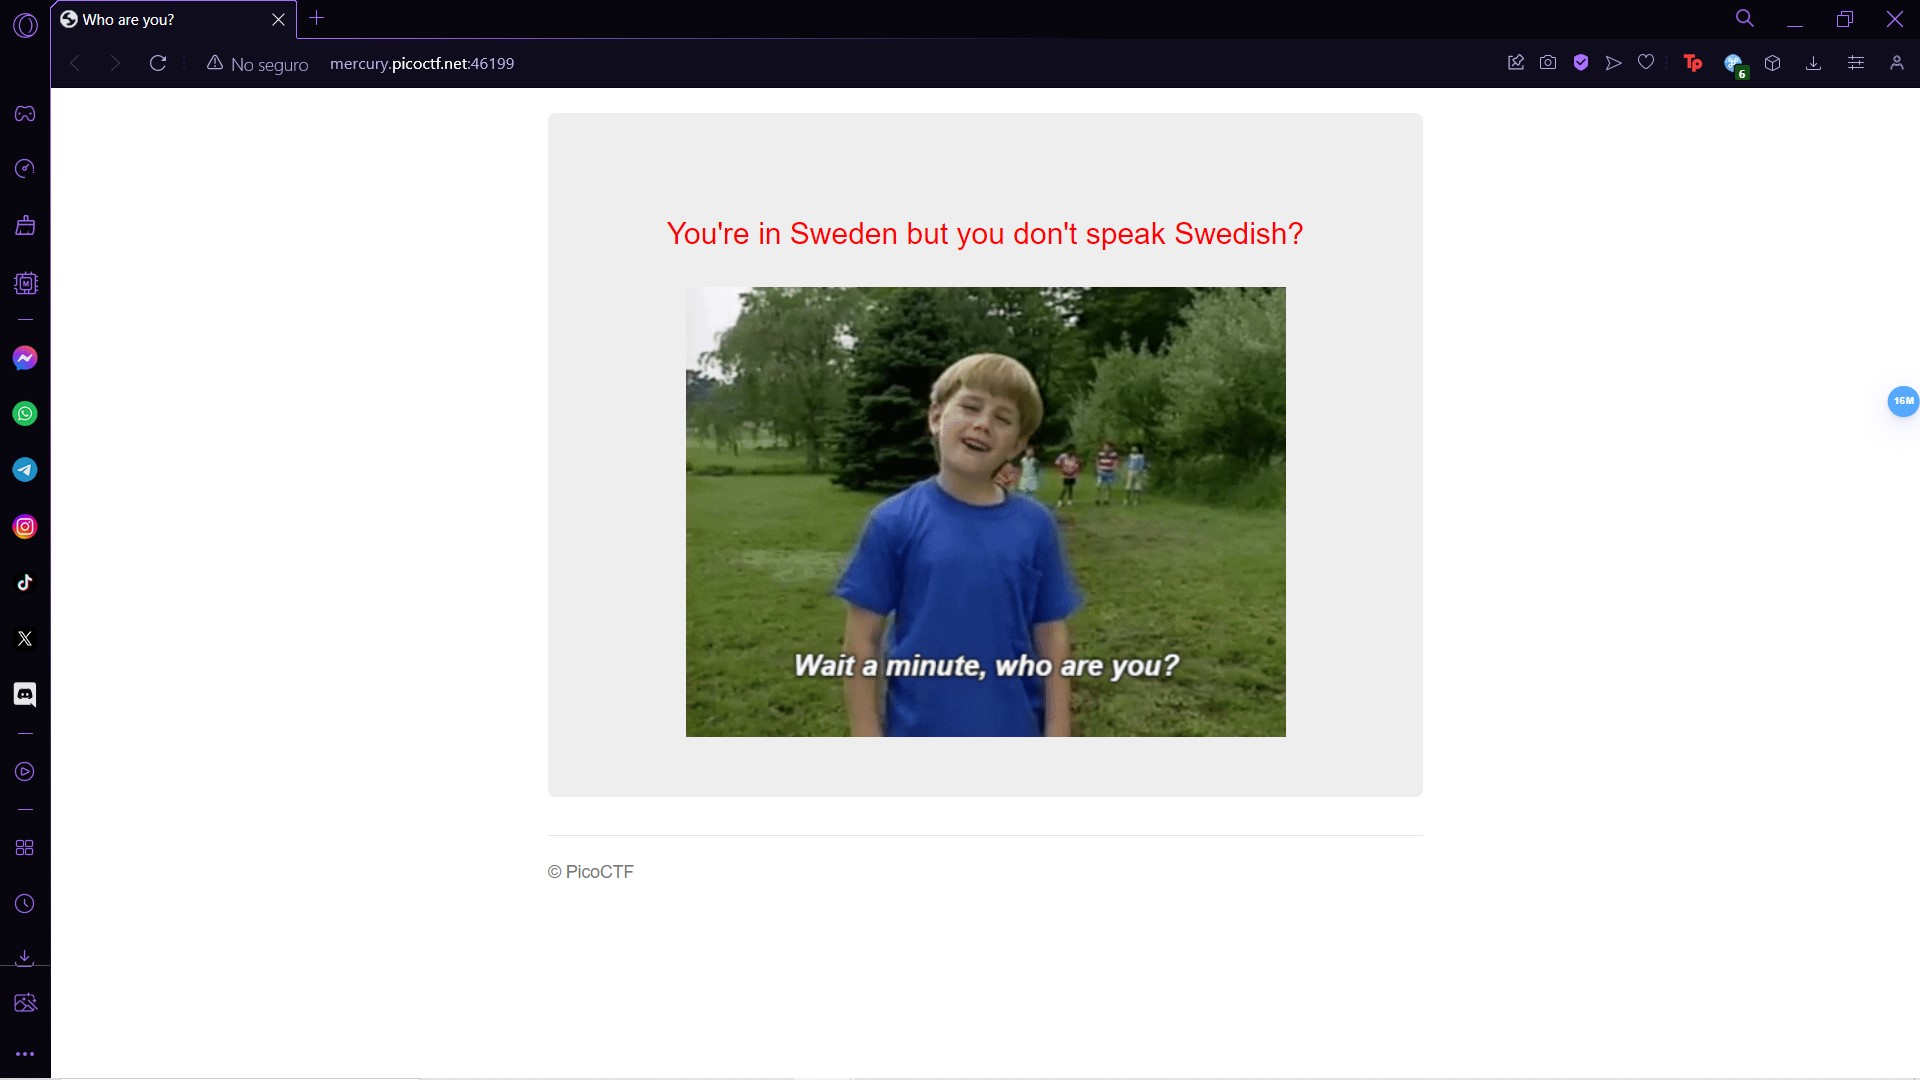 Who are you?
No seguro
mercury.picoctf.net:46199
Tp
6
M
16M
You're in Sweden but you don't speak Swedish?
Wait a minute, who are you?
© PicoCTF